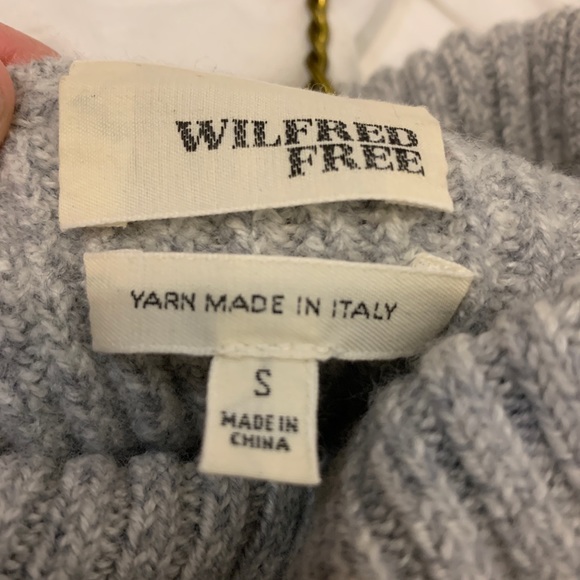 WILFRED
FREE
YARN MADE IN ITALY
S
MADE IN
CHINA